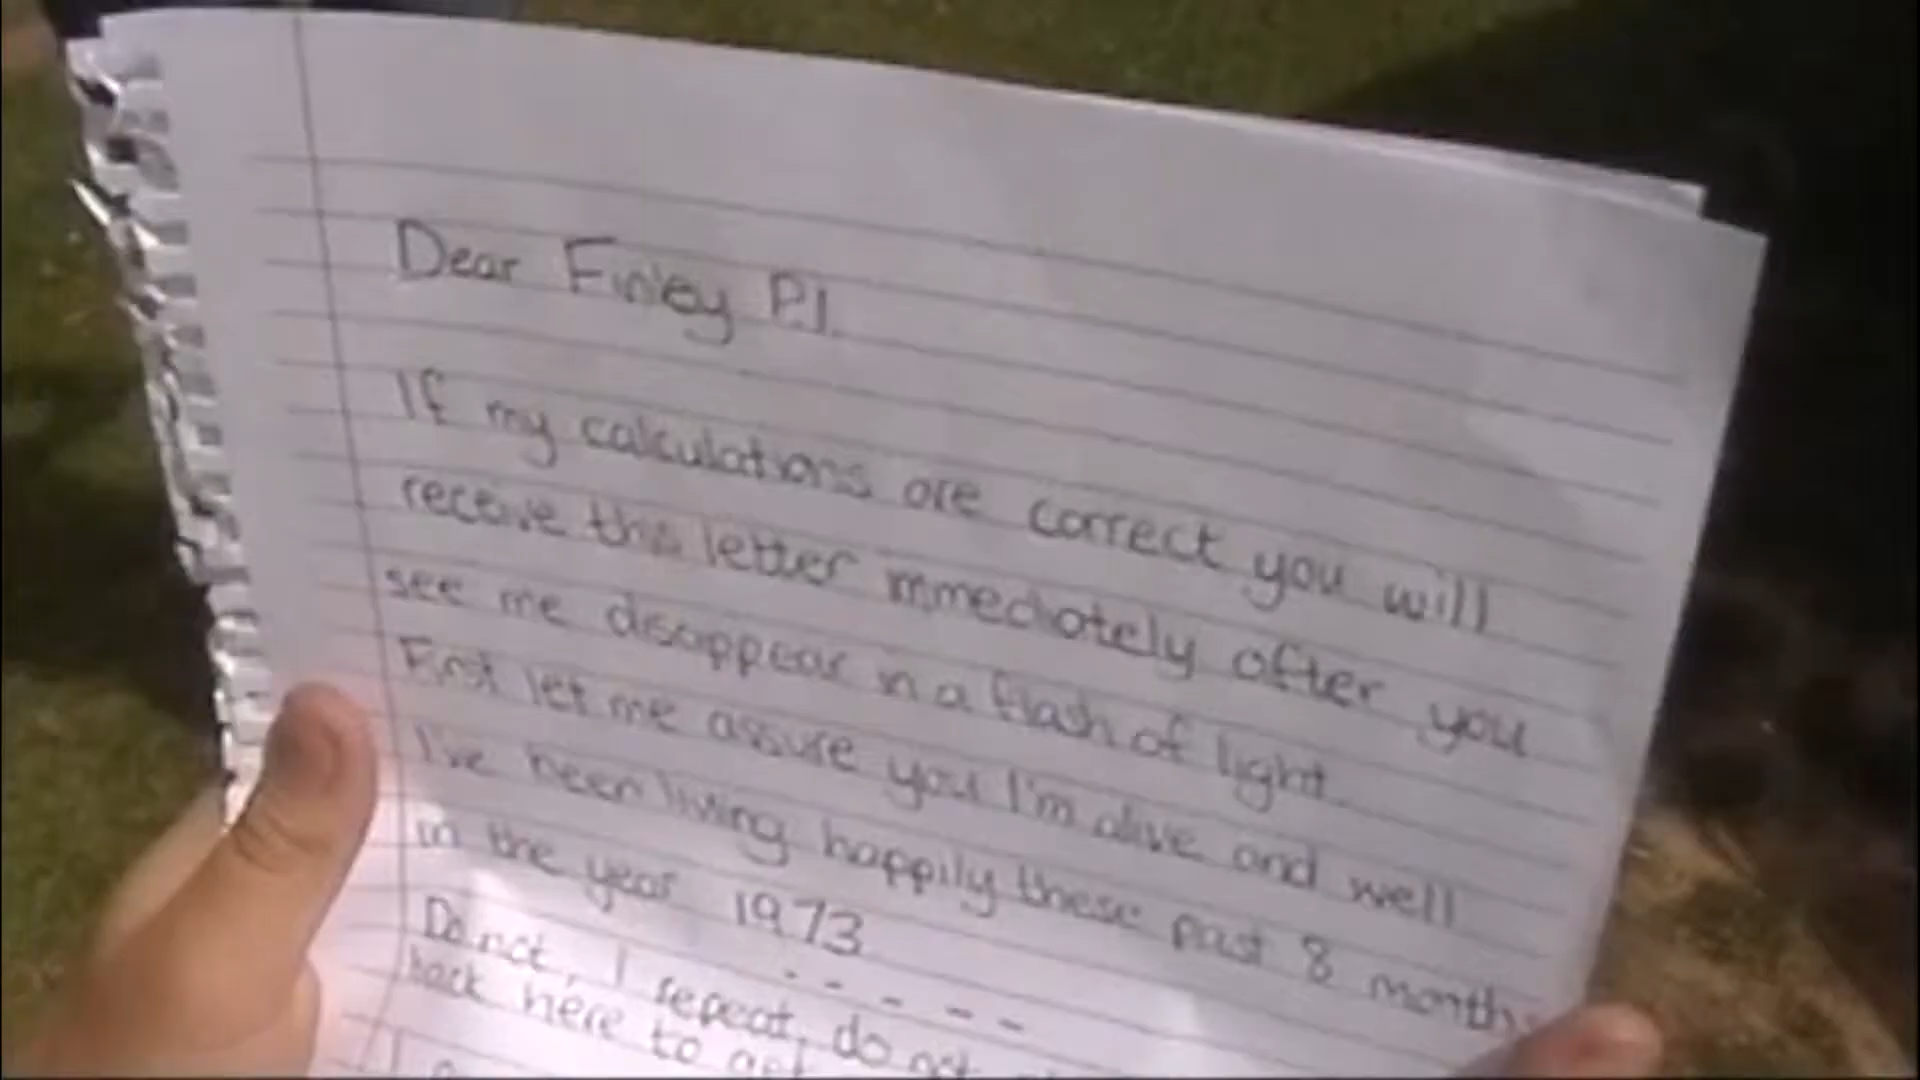 Dear Finley P.I.
If my calculations are correct you will
receive this letter immediately after you
see me disappear in a flash of light
First let me assure you I'm alive and well
I've been living happily these past 8 months
in the year 1973
- - - - -
Do not, I repeat, do not
back here to get
I